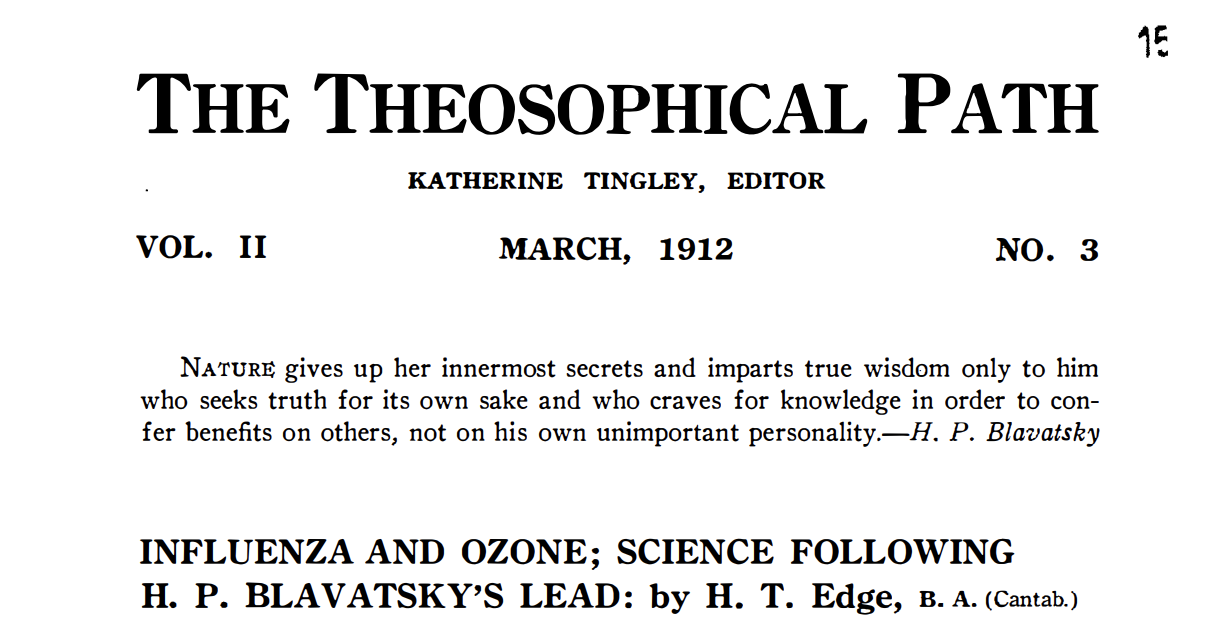 15
THE THEOSOPHICAL PATH
KATHERINE TINGLEY, EDITOR
VOL. II MARCH, 1912 NO. 3
NATURE gives up her innermost secrets and imparts true wisdom only to him
who seeks truth for its own sake and who craves for knowledge in order to con-
fer benefits on others, not on his own unimportant personality.—H. P. Blavatsky
INFLUENZA AND OZONE; SCIENCE FOLLOWING
H. P. BLAVATSKY'S LEAD: by H. T. Edge, B. A. (Cantab.)